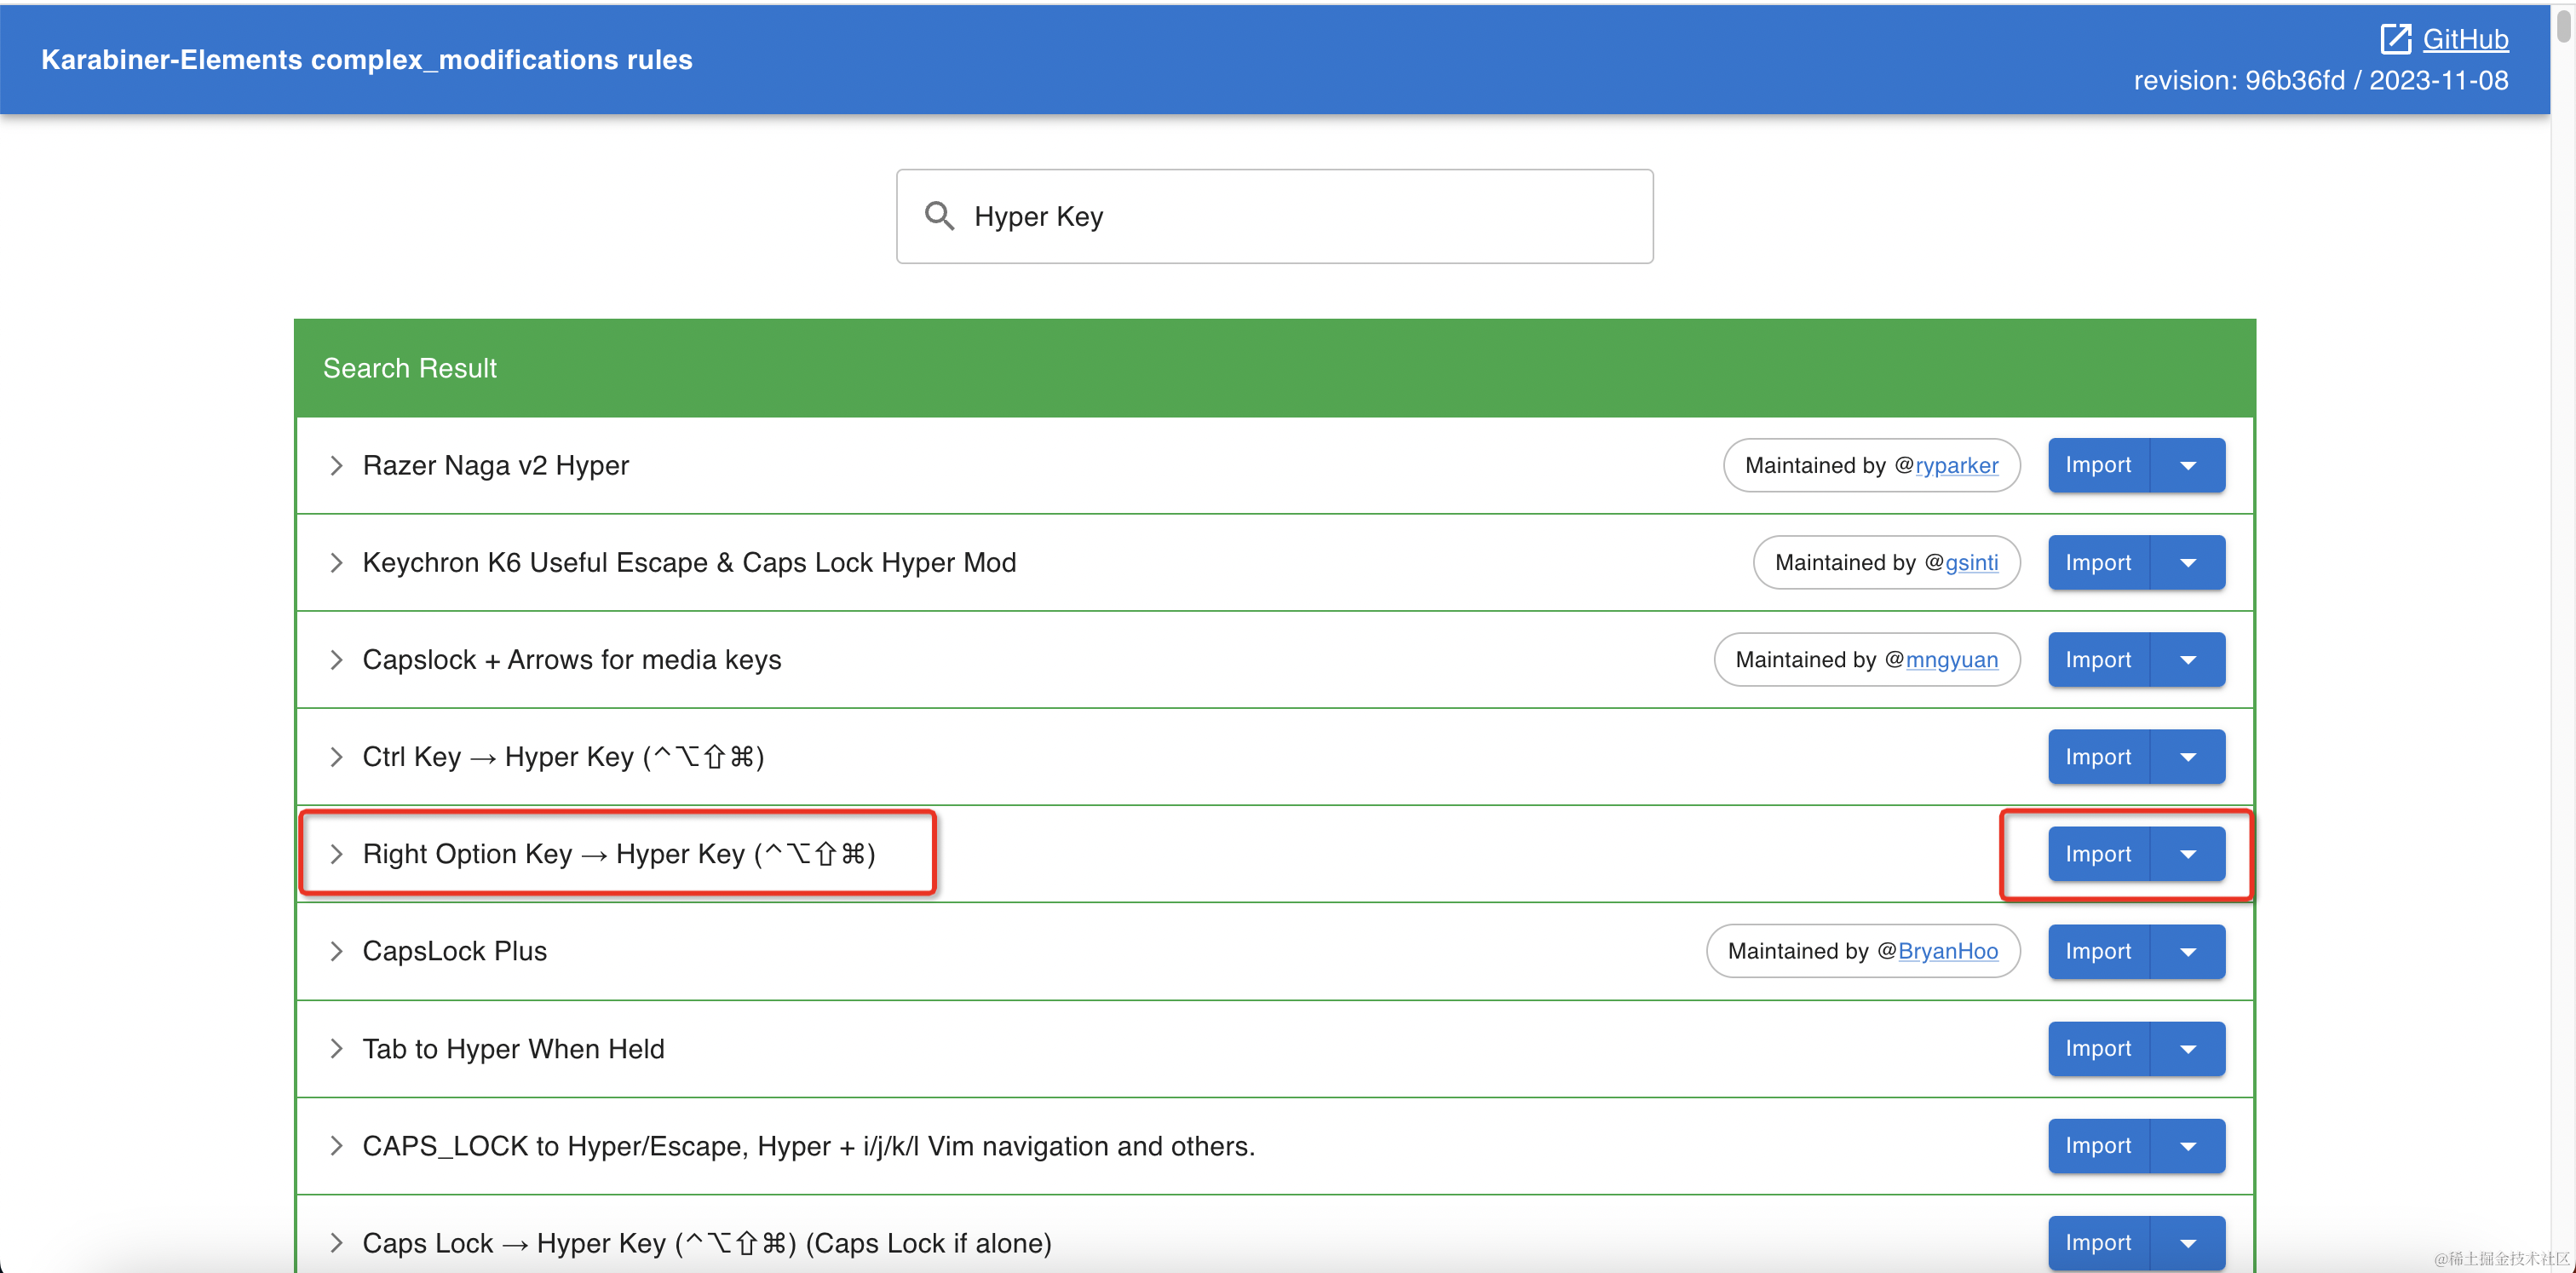 Karabiner-Elements complex_modifications rules
GitHub
revision: 96b36fd / 2023-11-08
Hyper Key
Search Result
Razer Naga v2 Hyper Maintained by @ryparker Import
Keychron K6 Useful Escape & Caps Lock Hyper Mod Maintained by @gsinti Import
Capslock + Arrows for media keys Maintained by @mngyuan Import
Ctrl Key → Hyper Key (⌃⌥⇧⌘) Import
Right Option Key → Hyper Key (⌃⌥⇧⌘) Import
CapsLock Plus Maintained by @BryanHoo Import
Tab to Hyper When Held Import
CAPS_LOCK to Hyper/Escape, Hyper + i/j/k/l Vim navigation and others. Import
Caps Lock → Hyper Key (⌃⌥⇧⌘) (Caps Lock if alone) Import
@稀土掘金技术社区